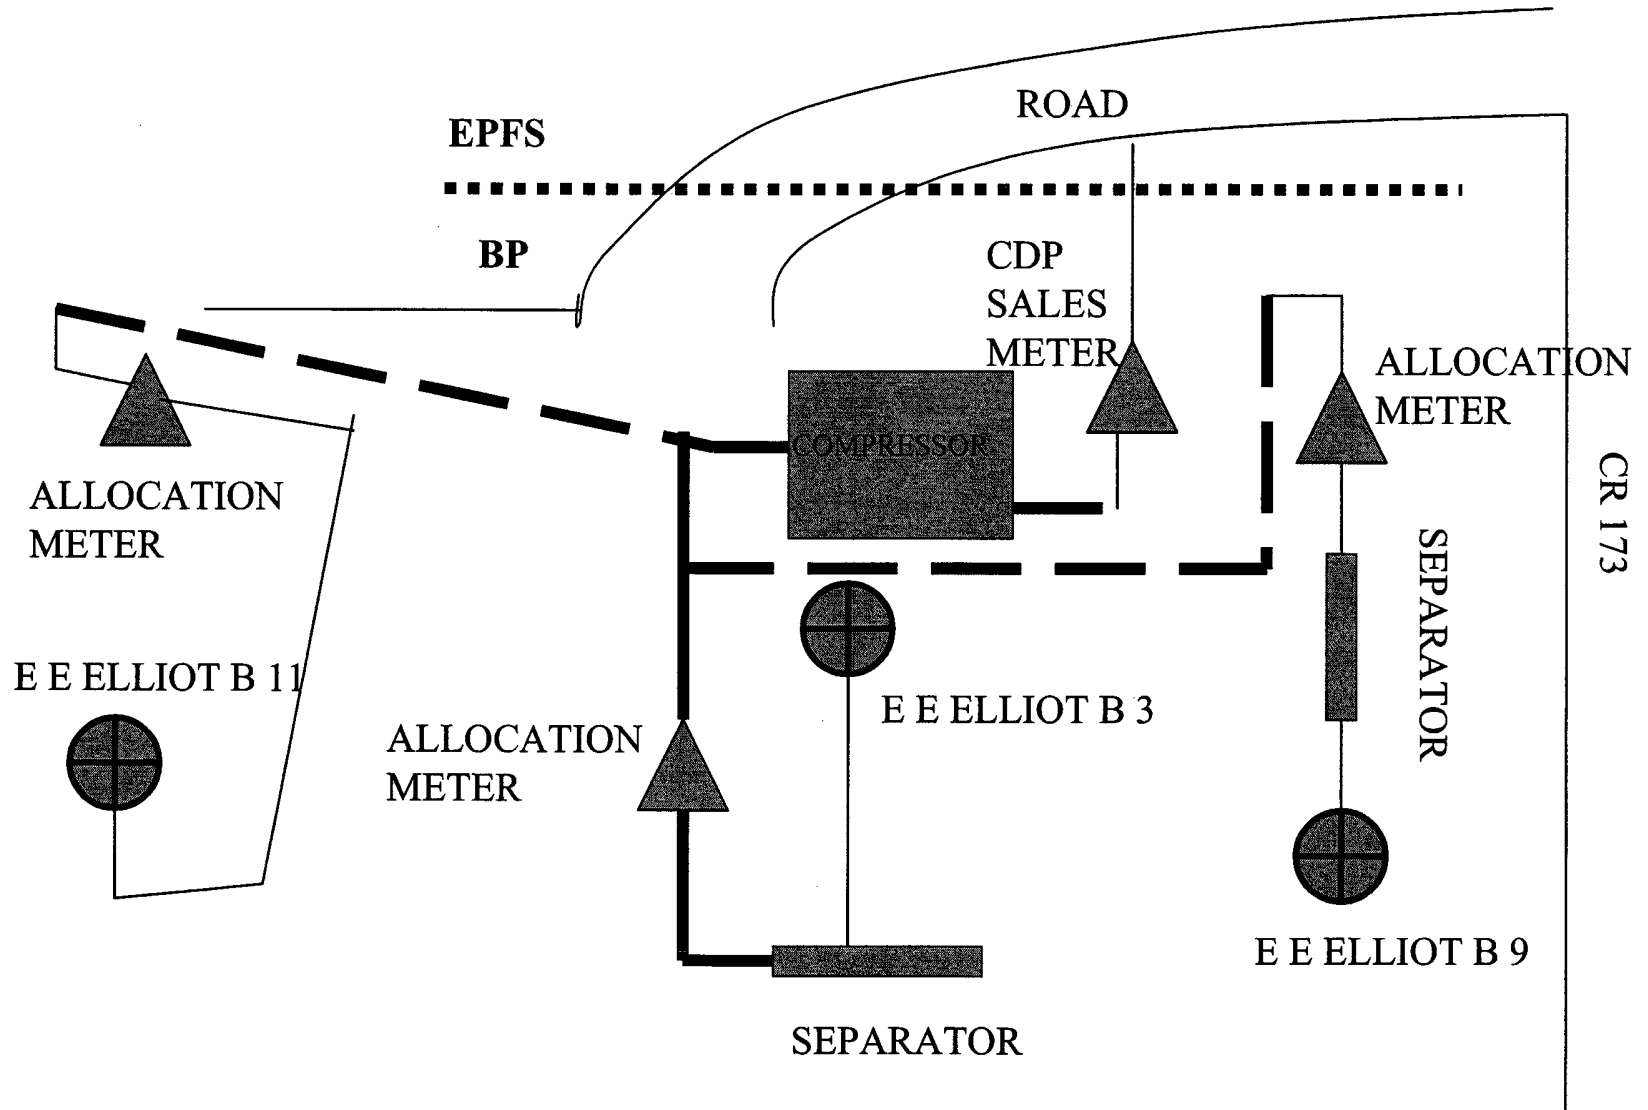 ROAD
EPFS
BP
CDP
SALES
METER
ALLOCATION
METER
COMPRESSOR
CR 173
ALLOCATION
METER
SEPARATOR
E E ELLIOT B 11
E E ELLIOT B 3
ALLOCATION
METER
E E ELLIOT B 9
SEPARATOR